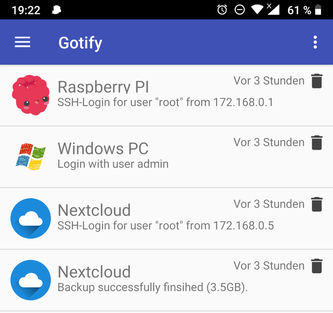 19:22
61 %
Gotify
Raspberry PI
Vor 3 Stunden
SSH-Login for user "root" from 172.168.0.1
Windows PC
Vor 3 Stunden
Login with user admin
Nextcloud
Vor 3 Stunden
SSH-Login for user "root" from 172.168.0.5
Nextcloud
Vor 3 Stunden
Backup successfully finsihed (3.5GB).